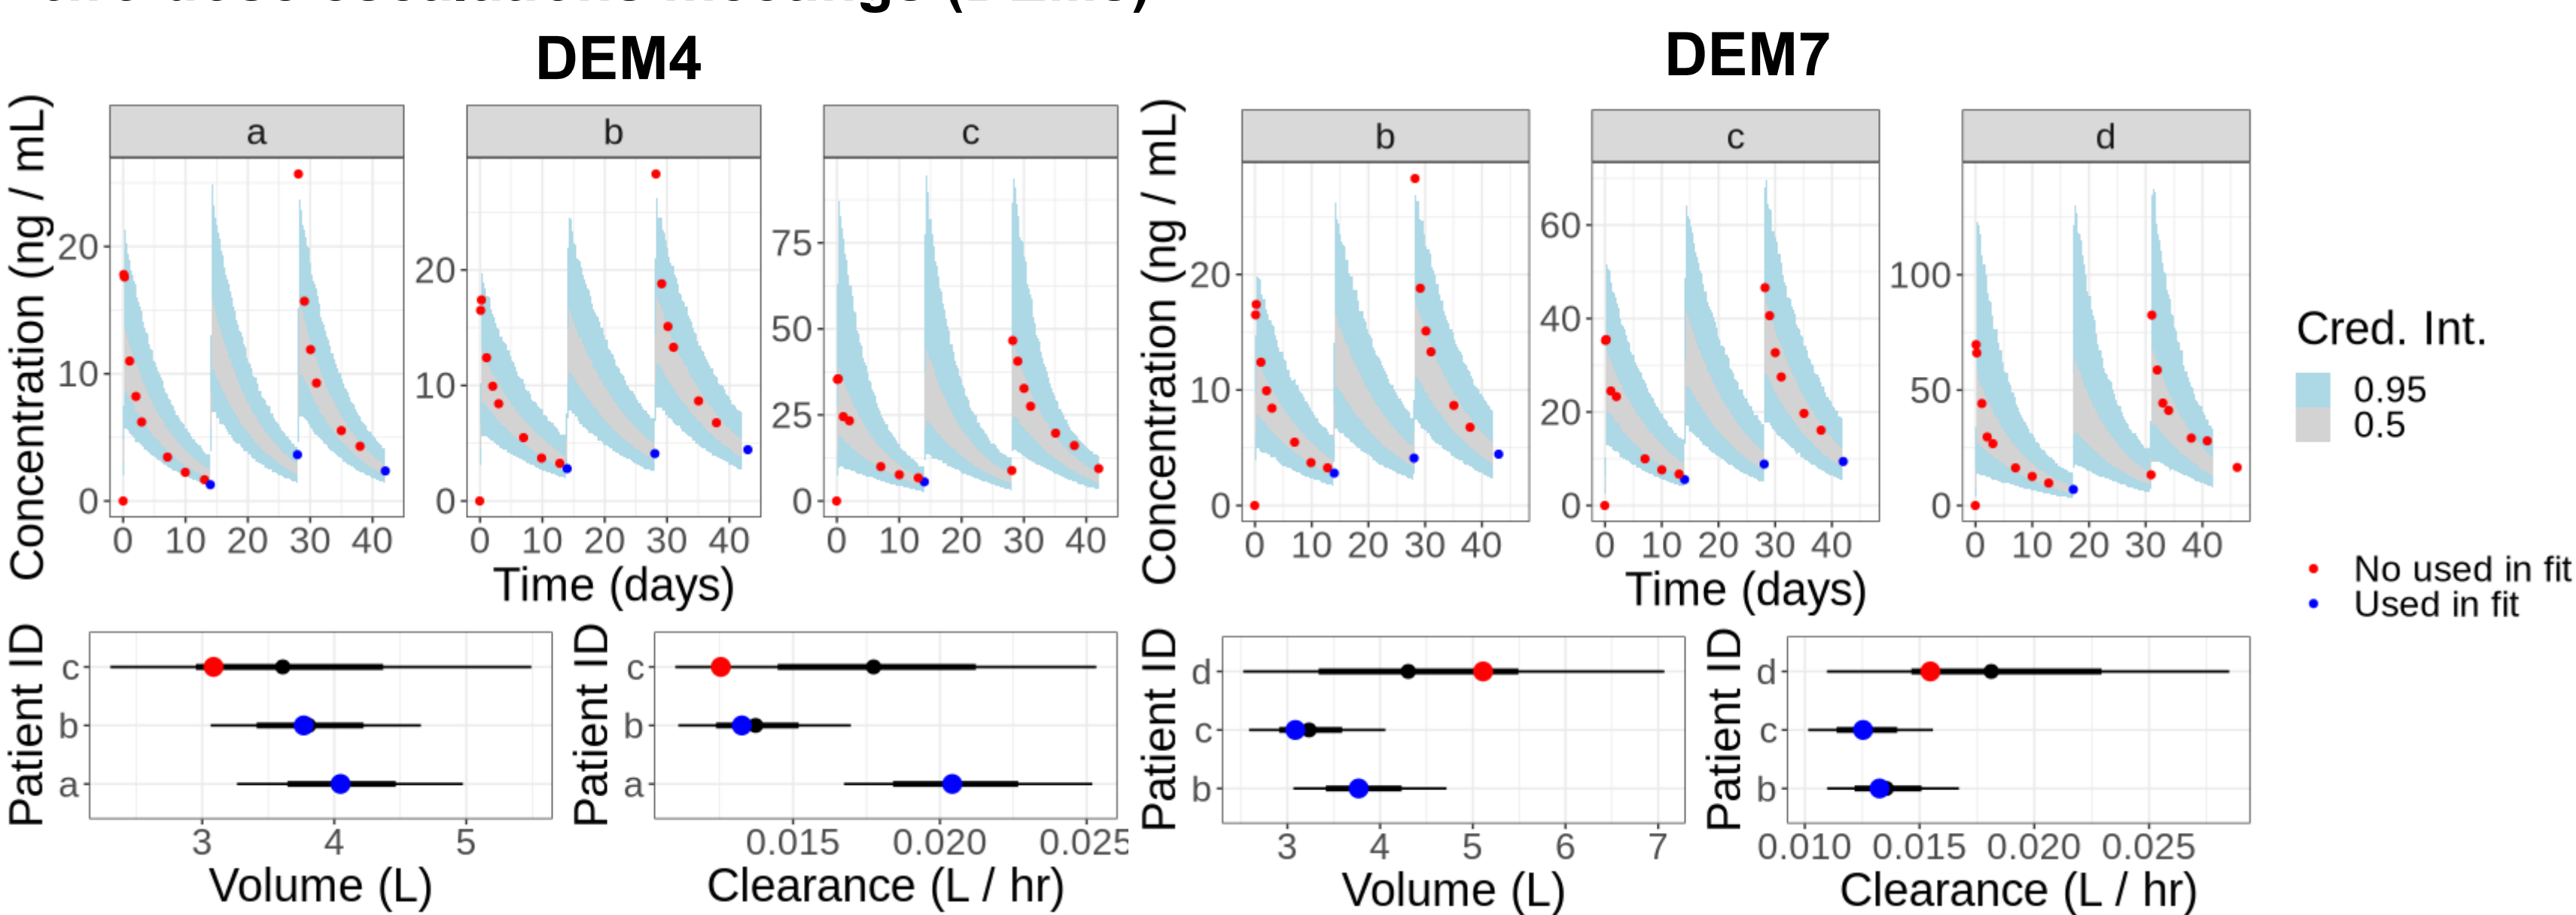 DEM4
DEM7
a
b
c
b
c
d
Concentration (ng / mL)
20
10
0
20
10
0
75
50
25
0
Concentration (ng / mL)
20
10
0
60
40
20
0
100
50
0
0 10 20 30 40
0 10 20 30 40
0 10 20 30 40
0 10 20 30 40
0 10 20 30 40
0 10 20 30 40
Time (days)
Time (days)
Cred. Int.
0.95
0.5
No used in fit
Used in fit
Patient ID
c
b
a
3 4 5
Volume (L)
Patient ID
c
b
a
0.015 0.020 0.025
Clearance (L / hr)
Patient ID
d
c
b
3 4 5 6 7
Volume (L)
Patient ID
d
c
b
0.010 0.015 0.020 0.025
Clearance (L / hr)